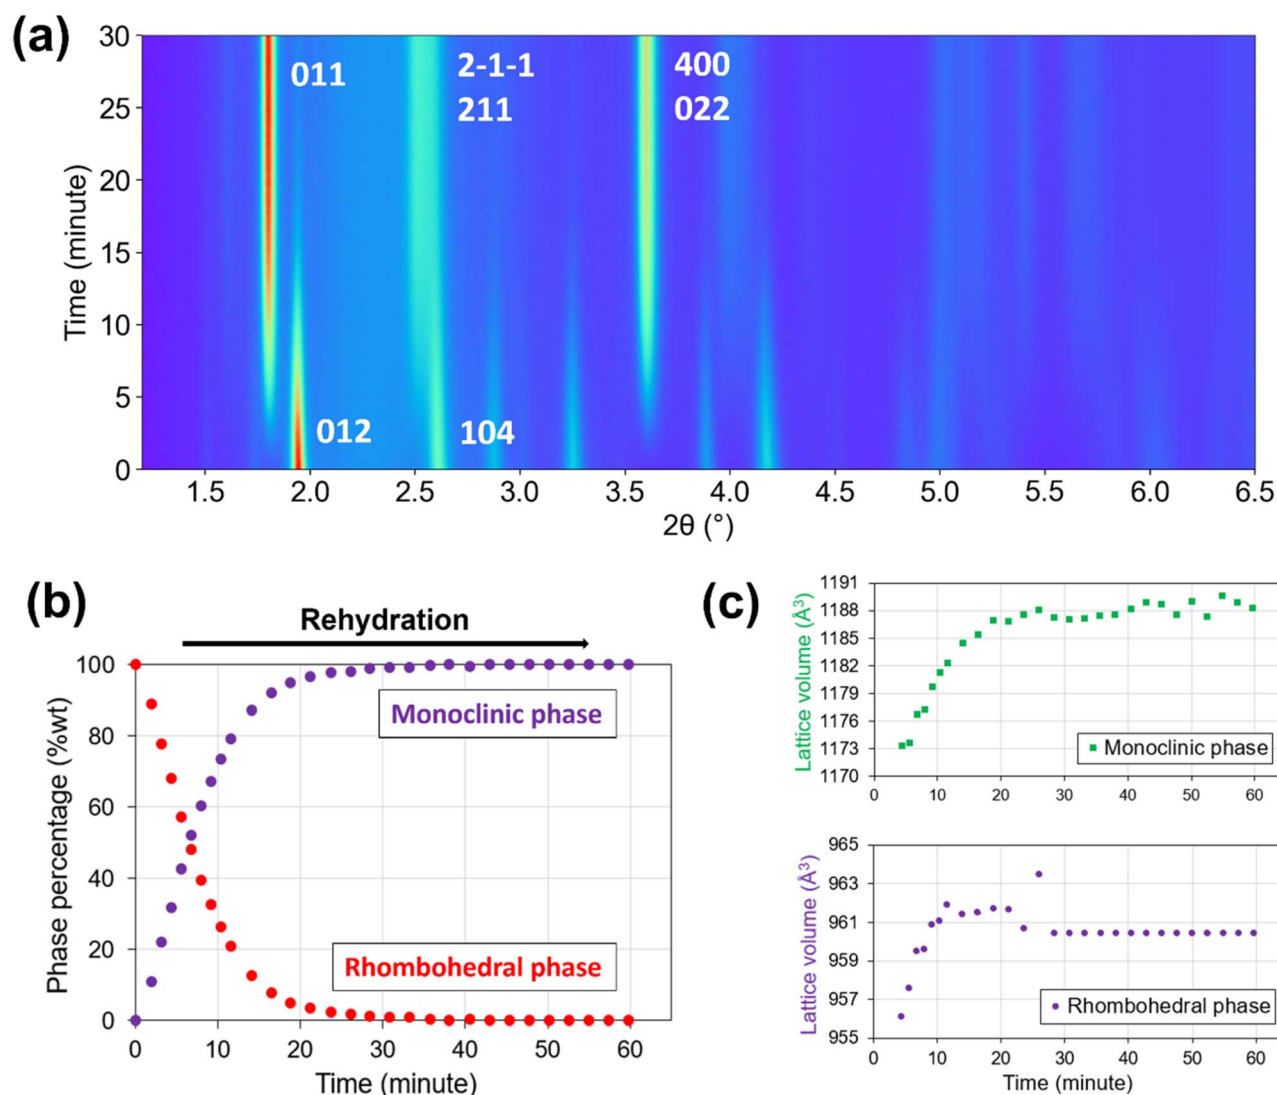 (a)
Time (minute)
30
25
20
15
10
5
0
011
2-1-1
211
400
022
012
104
1.5 2.0 2.5 3.0 3.5 4.0 4.5 5.0 5.5 6.0 6.5
2θ (°)
(b)
Rehydration
Phase percentage (%wt)
100
80
60
40
20
0
Monoclinic phase
Rhombohedral phase
0 10 20 30 40 50 60
Time (minute)
(c)
Lattice volume (Å³)
1191
1188
1185
1182
1179
1176
1173
1170
Monoclinic phase
0 10 20 30 40 50 60
Lattice volume (Å³)
965
963
961
959
957
955
Rhombohedral phase
0 10 20 30 40 50 60
Time (minute)